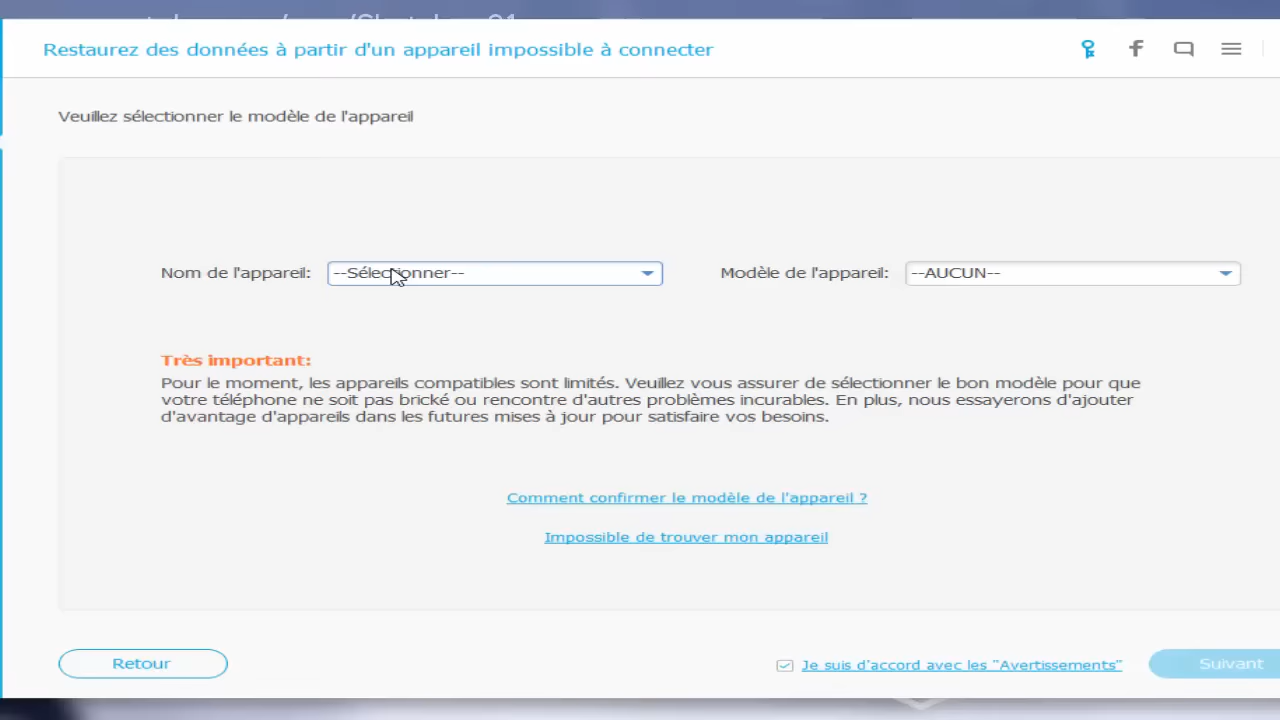 Restaurez des données à partir d'un appareil impossible à connecter
Veuillez sélectionner le modèle de l'appareil
Nom de l'appareil: --Sélectionner-- Modèle de l'appareil: --AUCUN--
Très important:
Pour le moment, les appareils compatibles sont limités. Veuillez vous assurer de sélectionner le bon modèle pour que
votre téléphone ne soit pas brické ou rencontre d'autres problèmes incurables. En plus, nous essayerons d'ajouter
d'avantage d'appareils dans les futures mises à jour pour satisfaire vos besoins.
Comment confirmer le modèle de l'appareil ?
Impossible de trouver mon appareil
Retour Je suis d'accord avec les "Avertissements" Suivant